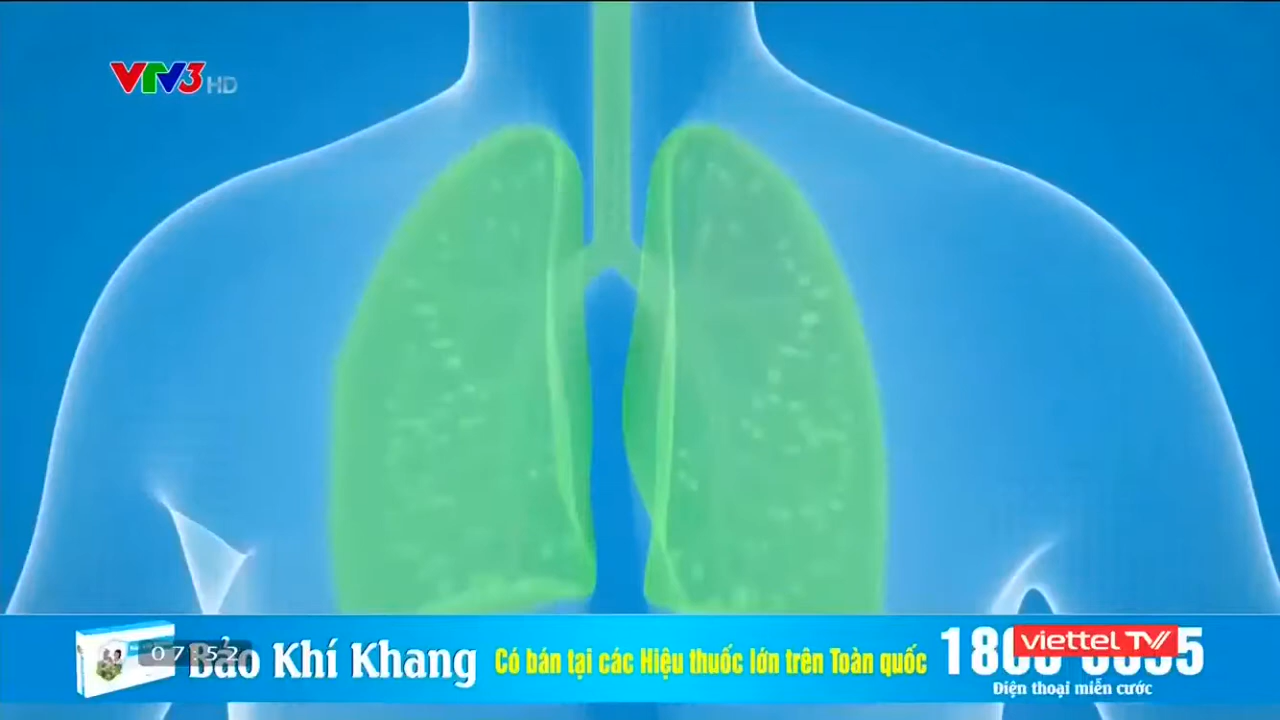 VTV3 HD
07:52
Bảo Khí Khang
Có bán tại các Hiệu thuốc lớn trên Toàn quốc
viettel TV
Điện thoại miễn cước